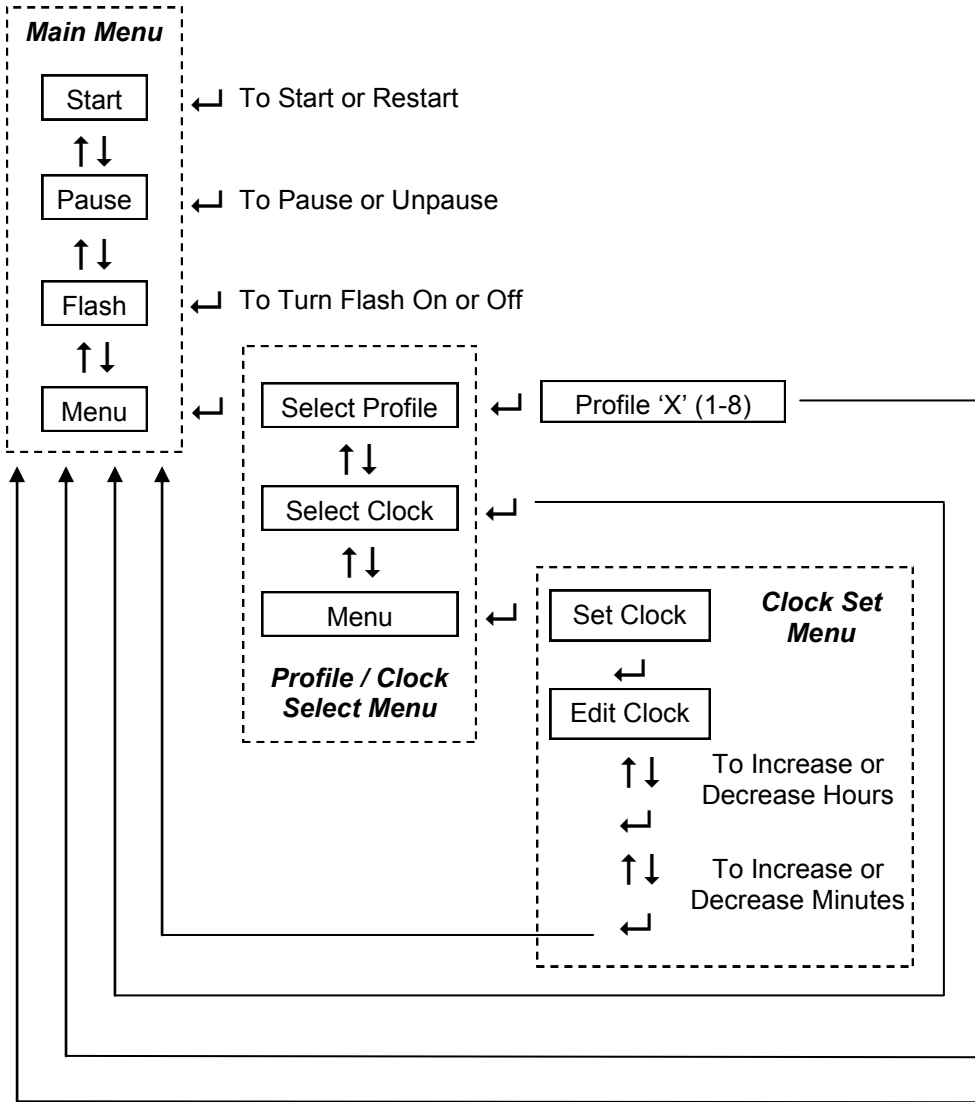 Main Menu
Start
To Start or Restart
Pause
To Pause or Unpause
Flash
To Turn Flash On or Off
Menu
Select Profile
Profile ‘X’ (1-8)
Select Clock
Menu
Profile / Clock
Select Menu
Set Clock
Clock Set
Menu
Edit Clock
To Increase or
Decrease Hours
To Increase or
Decrease Minutes